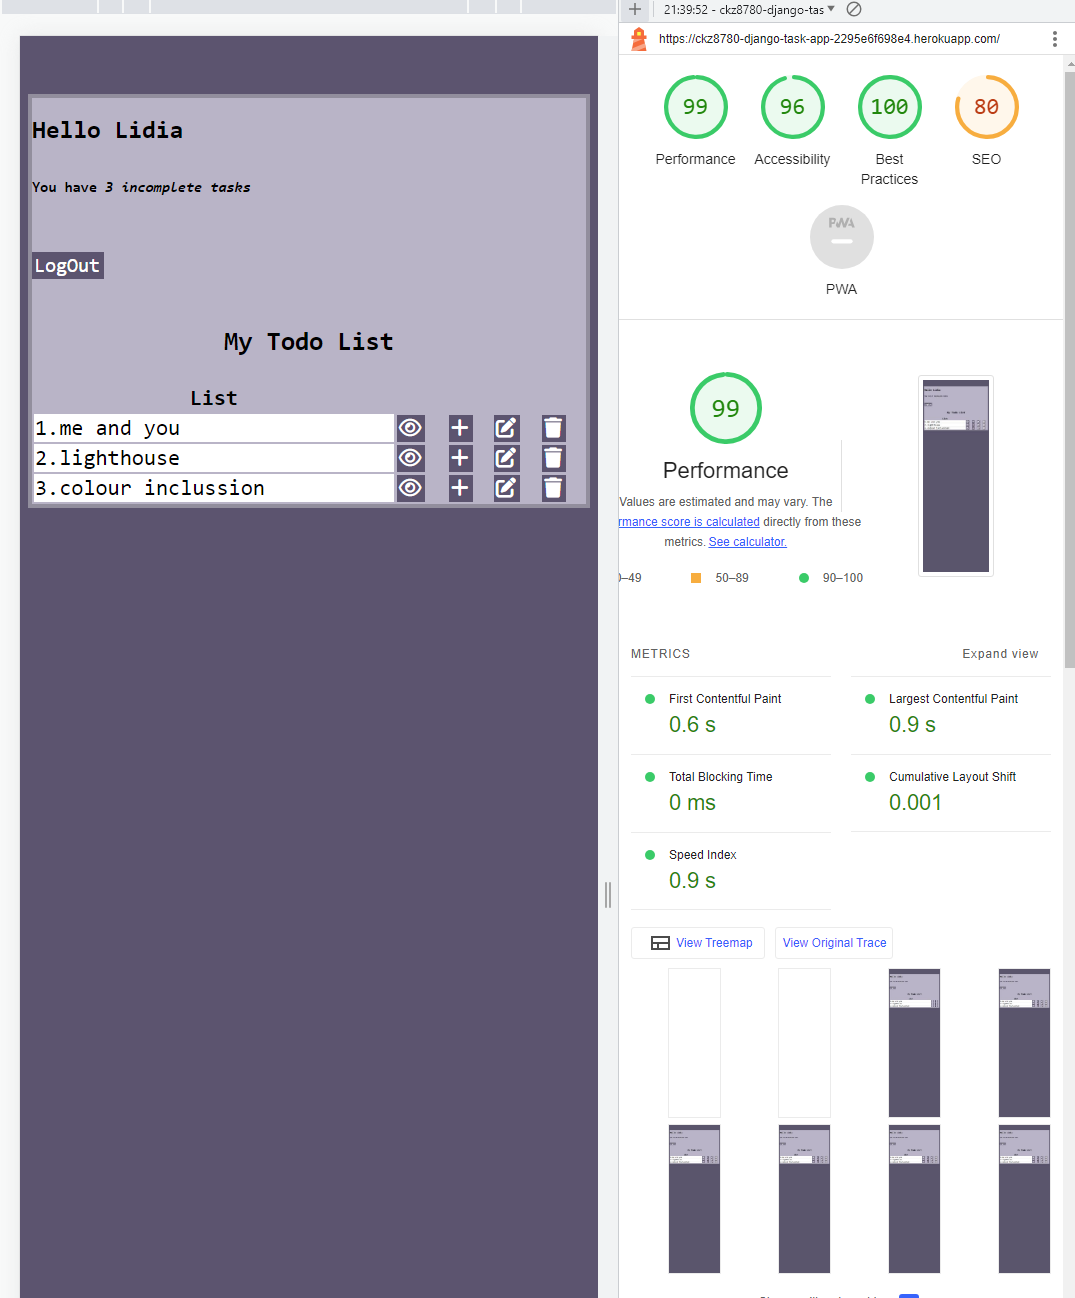 Hello Lidia
You have 3 incomplete tasks
LogOut
My Todo List
List
1.me and you
2.lighthouse
3.colour inclussion
21:39:52 - ckz8780-django-tas
https://ckz8780-django-task-app-2295e6f698e4.herokuapp.com/
99
96
100
80
Performance
Accessibility
Best
Practices
SEO
PWA
PWA
99
Performance
Values are estimated and may vary. The
rmance score is calculated directly from these
metrics. See calculator.
0–49
50–89
90–100
METRICS
Expand view
First Contentful Paint
0.6 s
Largest Contentful Paint
0.9 s
Total Blocking Time
0 ms
Cumulative Layout Shift
0.001
Speed Index
0.9 s
View Treemap
View Original Trace